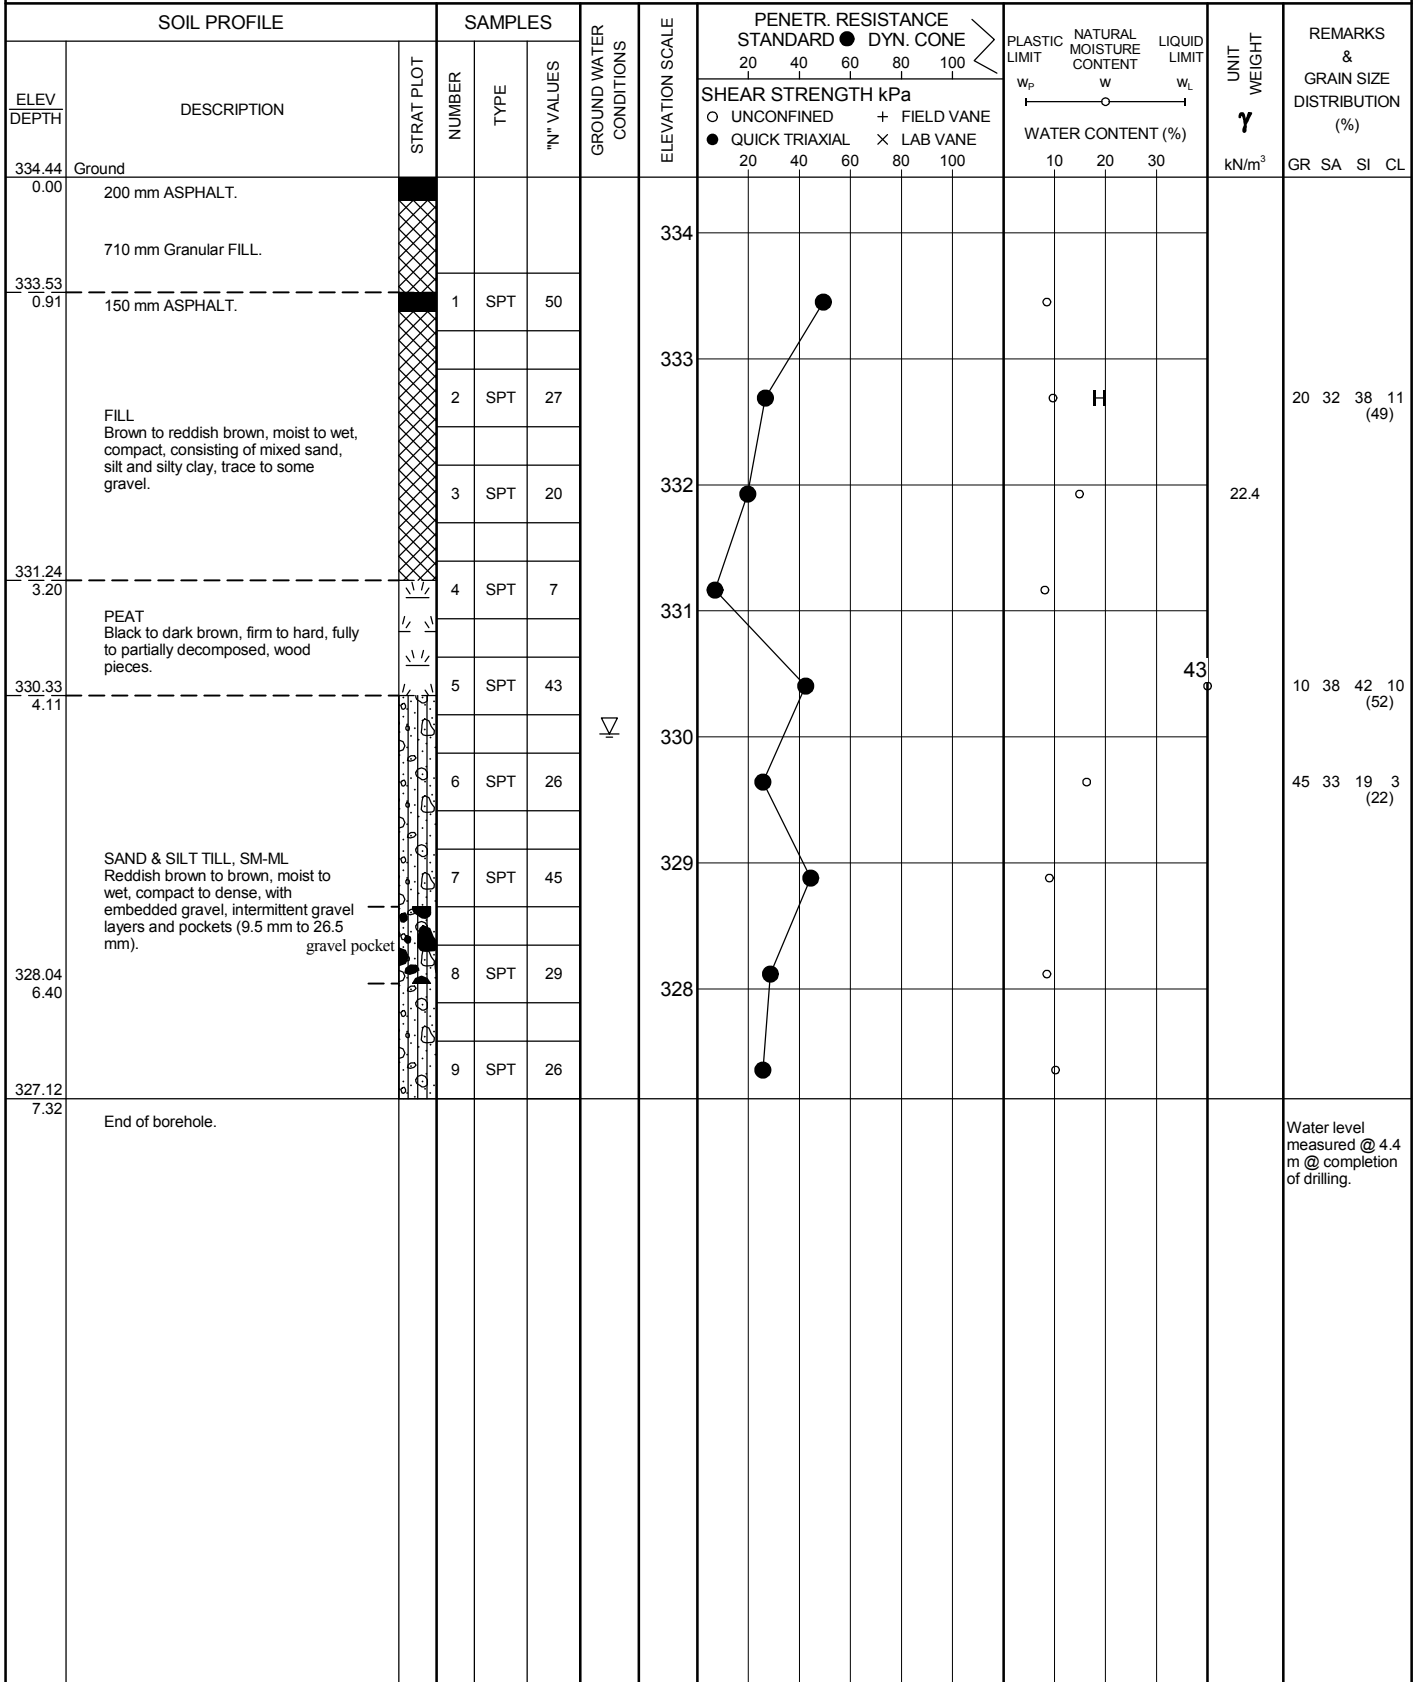 SOIL PROFILE
SAMPLES
GROUND WATER
CONDITIONS
ELEVATION SCALE
PENETR. RESISTANCE
STANDARD ● DYN. CONE
20 40 60 80 100
SHEAR STRENGTH kPa
○ UNCONFINED + FIELD VANE
● QUICK TRIAXIAL × LAB VANE
20 40 60 80 100
PLASTIC
LIMIT
NATURAL
MOISTURE
CONTENT
LIQUID
LIMIT
WP W WL
WATER CONTENT (%)
10 20 30
UNIT
WEIGHT
γ
kN/m³
REMARKS
&
GRAIN SIZE
DISTRIBUTION
(%)
GR SA SI CL
ELEV
DEPTH
DESCRIPTION
STRAT PLOT
NUMBER
TYPE
"N" VALUES
334.44 Ground
0.00
200 mm ASPHALT.
334
710 mm Granular FILL.
333.53
0.91
150 mm ASPHALT.
1 SPT 50
333
2 SPT 27
20 32 38 11
(49)
FILL
Brown to reddish brown, moist to wet,
compact, consisting of mixed sand,
silt and silty clay, trace to some
gravel.
332
3 SPT 20
22.4
331.24
3.20
4 SPT 7
331
PEAT
Black to dark brown, firm to hard, fully
to partially decomposed, wood
pieces.
43
330.33
4.11
5 SPT 43
10 38 42 10
(52)
330
6 SPT 26
45 33 19 3
(22)
329
SAND & SILT TILL, SM-ML
Reddish brown to brown, moist to
wet, compact to dense, with
embedded gravel, intermittent gravel
layers and pockets (9.5 mm to 26.5
mm).
gravel pocket
7 SPT 45
328.04
6.40
8 SPT 29
328
9 SPT 26
327.12
7.32
End of borehole.
Water level
measured @ 4.4
m @ completion
of drilling.